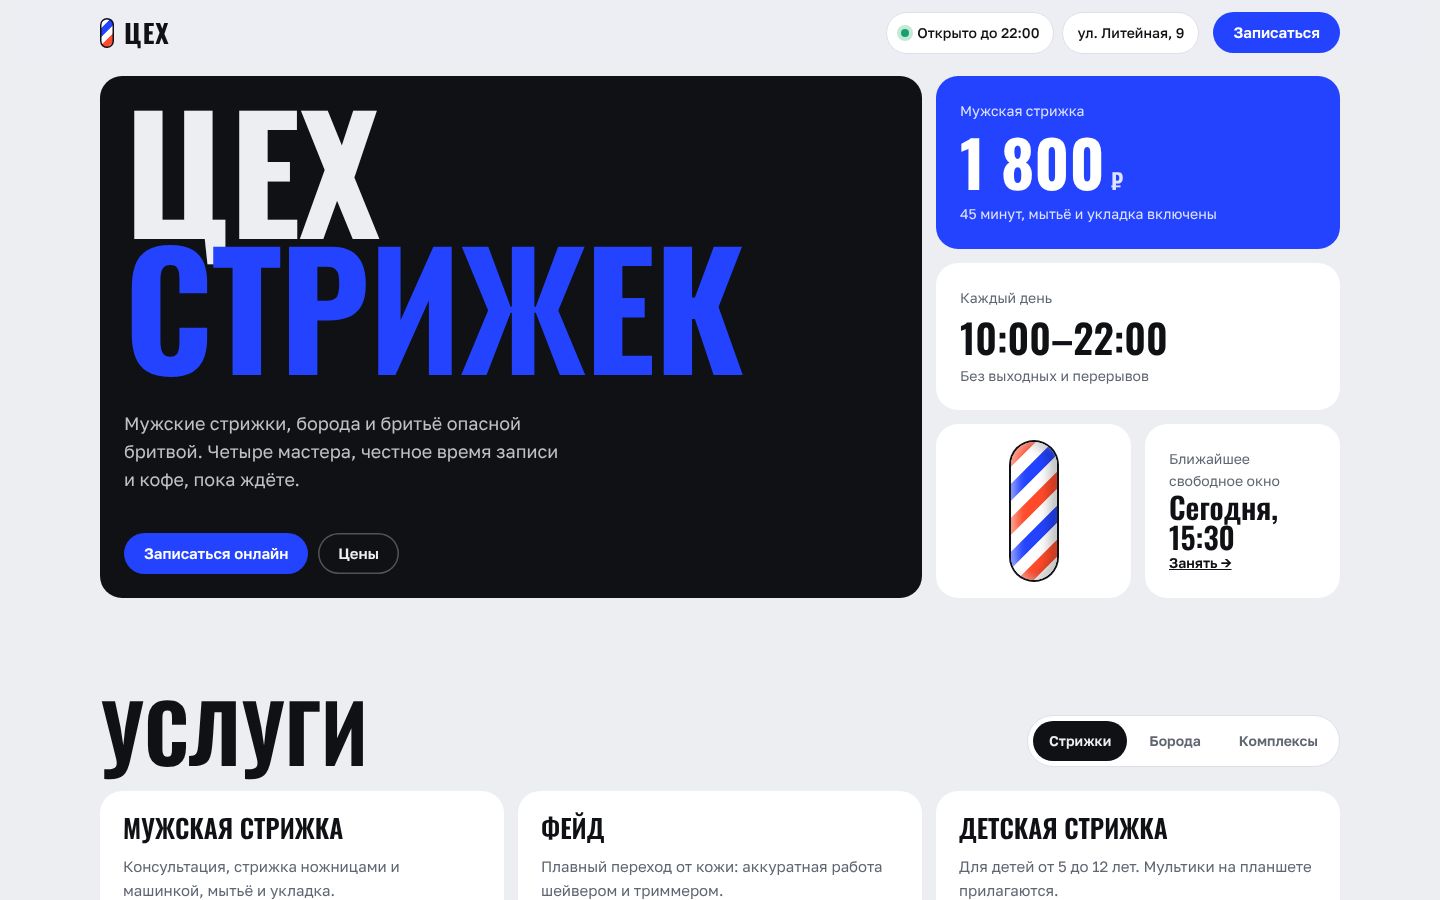 ЦЕХ
Открыто до 22:00
ул. Литейная, 9
Записаться
ЦЕХ
СТРИЖЕК
Мужские стрижки, борода и бритьё опасной
бритвой. Четыре мастера, честное время записи
и кофе, пока ждёте.
Записаться онлайн
Цены
Мужская стрижка
1 800 ₽
45 минут, мытьё и укладка включены
Каждый день
10:00–22:00
Без выходных и перерывов
Ближайшее
свободное окно
Сегодня,
15:30
Занять →
УСЛУГИ
Стрижки
Борода
Комплексы
МУЖСКАЯ СТРИЖКА
Консультация, стрижка ножницами и
машинкой, мытьё и укладка.
ФЕЙД
Плавный переход от кожи: аккуратная работа
шейвером и триммером.
ДЕТСКАЯ СТРИЖКА
Для детей от 5 до 12 лет. Мультики на планшете
прилагаются.